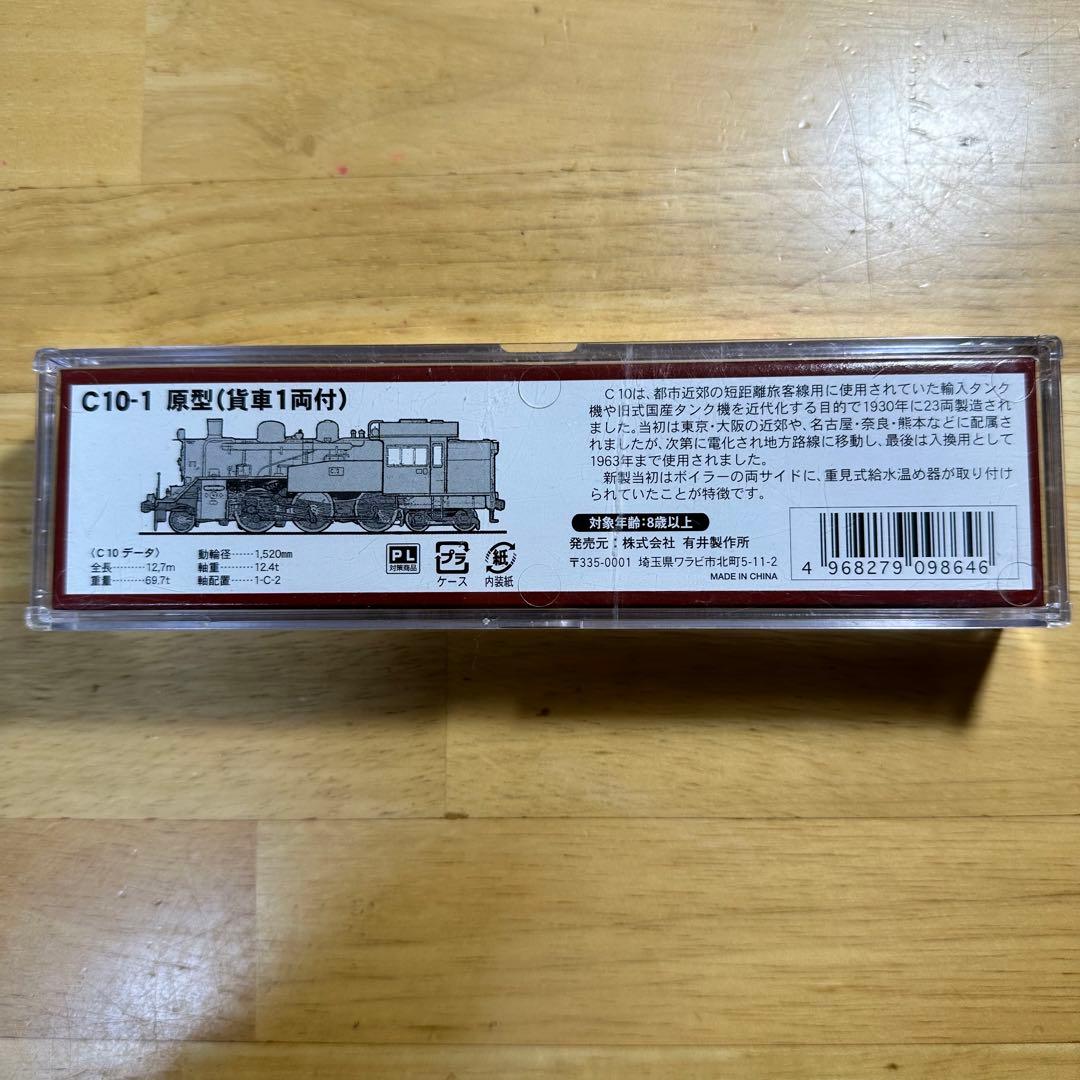 C10-1 原型(貨車1両付)
〈C10データ〉
全長 12,7m
重量 69.7t
動輪径 1,520mm
軸重 12.4t
軸配置 1-C-2
PL
対策商品
プラ
ケース
紙
内装紙
C10は、都市近郊の短距離旅客線用に使用されていた輸入タンク
機や旧式国産タンク機を近代化する目的で1930年に23両製造され
ました。当初は東京・大阪の近郊や、名古屋・奈良・熊本などに配属さ
れましたが、次第に電化され地方路線に移動し、最後は入換用として
1963年まで使用されました。
新製当初はボイラーの両サイドに、重見式給水温め器が取り付け
られていたことが特徴です。
対象年齢:8歳以上
発売元:株式会社 有井製作所
〒335-0001 埼玉県ワラビ市北町5-11-2
MADE IN CHINA
4 968279 098646